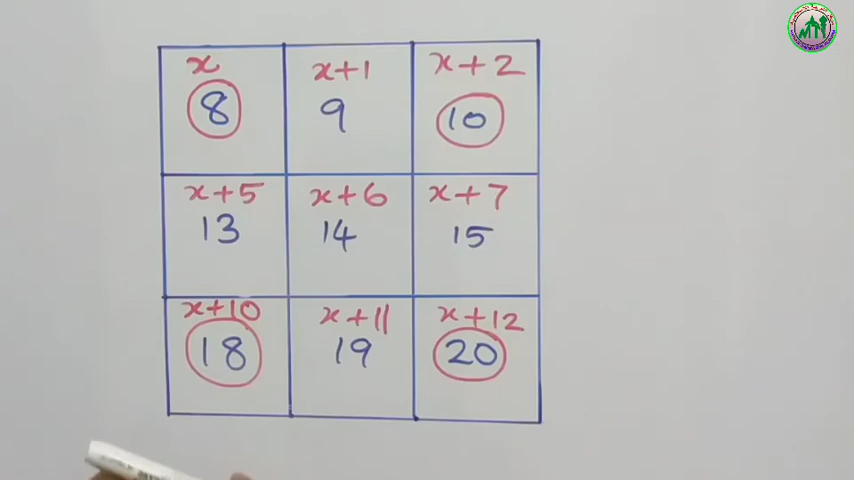 x x+1 x+2
8 9 10
x+5 x+6 x+7
13 14 15
x+10 x+11 x+12
18 19 20